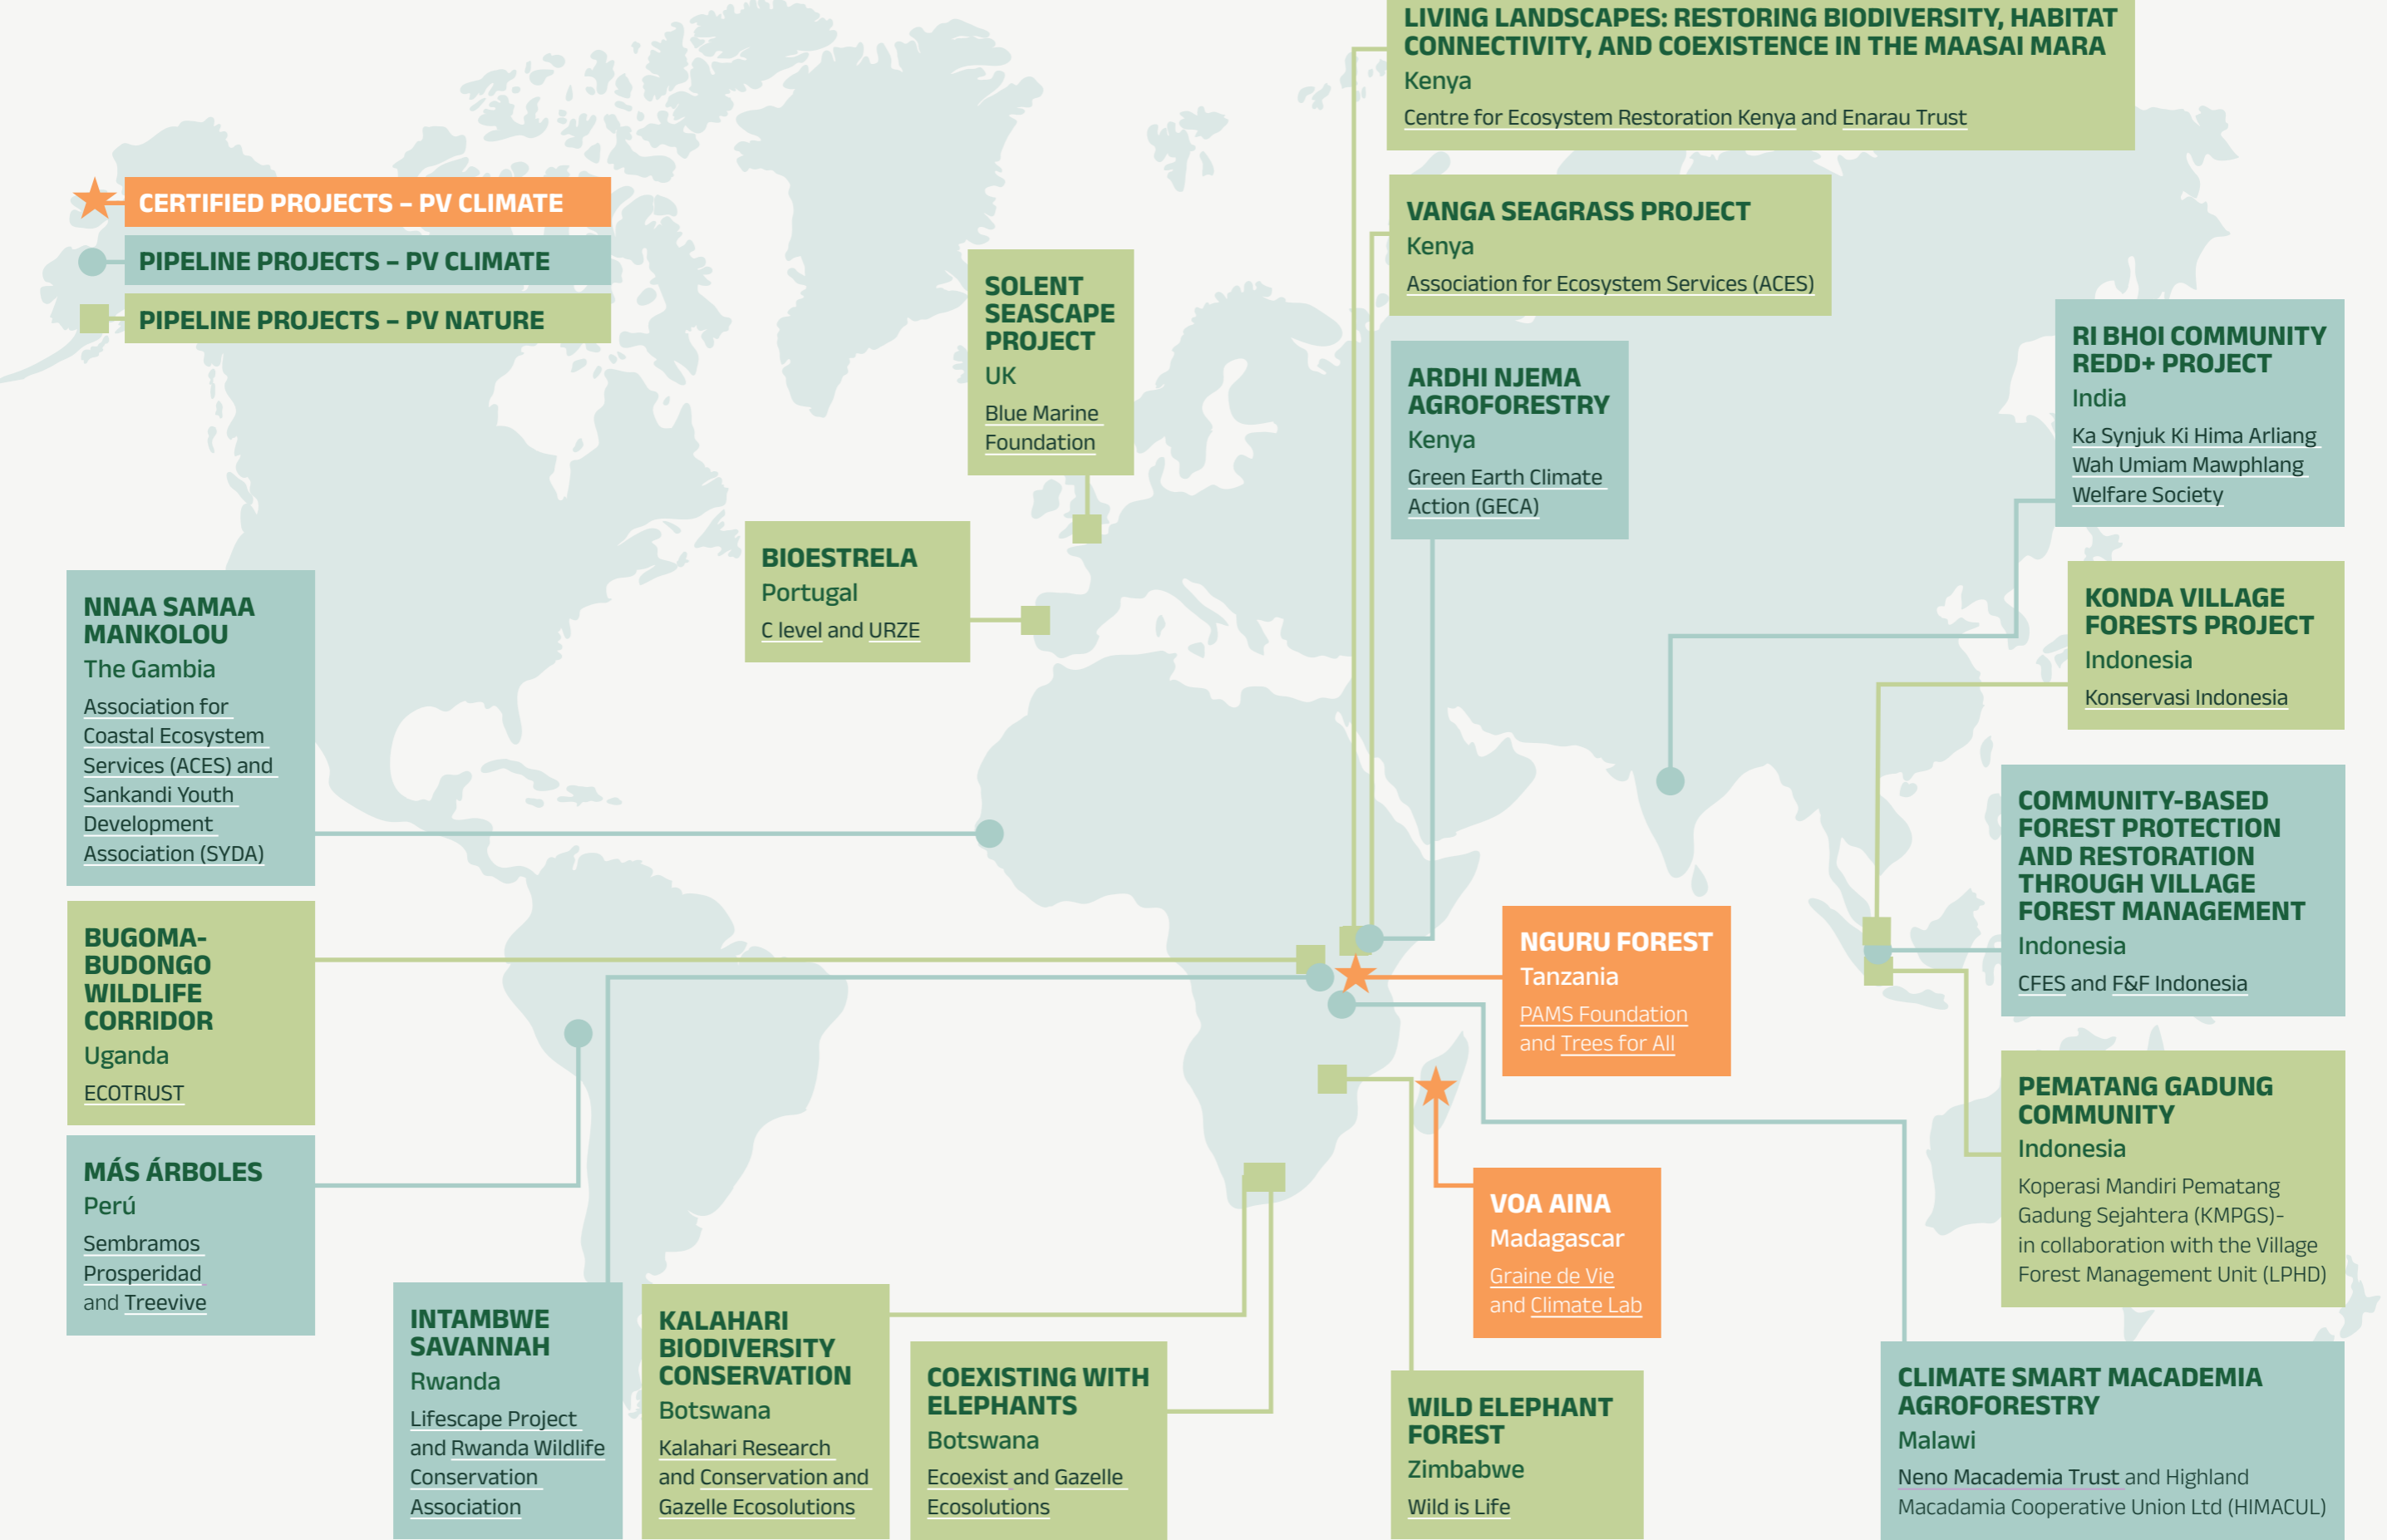 LIVING LANDSCAPES: RESTORING BIODIVERSITY, HABITAT
CONNECTIVITY, AND COEXISTENCE IN THE MAASAI MARA
Kenya
Centre for Ecosystem Restoration Kenya and Enarau Trust
CERTIFIED PROJECTS – PV CLIMATE
PIPELINE PROJECTS – PV CLIMATE
PIPELINE PROJECTS – PV NATURE
VANGA SEAGRASS PROJECT
Kenya
Association for Ecosystem Services (ACES)
SOLENT
SEASCAPE
PROJECT
UK
Blue Marine
Foundation
ARDHI NJEMA
AGROFORESTRY
Kenya
Green Earth Climate
Action (GECA)
RI BHOI COMMUNITY
REDD+ PROJECT
India
Ka Synjuk Ki Hima Arliang
Wah Umiam Mawphlang
Welfare Society
BIOESTRELA
Portugal
C level and URZE
KONDA VILLAGE
FORESTS PROJECT
Indonesia
Konservasi Indonesia
NNAA SAMAA
MANKOLOU
The Gambia
Association for
Coastal Ecosystem
Services (ACES) and
Sankandi Youth
Development
Association (SYDA)
COMMUNITY-BASED
FOREST PROTECTION
AND RESTORATION
THROUGH VILLAGE
FOREST MANAGEMENT
Indonesia
CFES and F&F Indonesia
BUGOMA-
BUDONGO
WILDLIFE
CORRIDOR
Uganda
ECOTRUST
NGURU FOREST
Tanzania
PAMS Foundation
and Trees for All
PEMATANG GADUNG
COMMUNITY
Indonesia
Koperasi Mandiri Pematang
Gadung Sejahtera (KMPGS)-
in collaboration with the Village
Forest Management Unit (LPHD)
MÁS ÁRBOLES
Perú
Sembramos
Prosperidad
and Treevive
VOA AINA
Madagascar
Graine de Vie
and Climate Lab
INTAMBWE
SAVANNAH
Rwanda
Lifescape Project
and Rwanda Wildlife
Conservation
Association
KALAHARI
BIODIVERSITY
CONSERVATION
Botswana
Kalahari Research
and Conservation and
Gazelle Ecosolutions
COEXISTING WITH
ELEPHANTS
Botswana
Ecoexist and Gazelle
Ecosolutions
WILD ELEPHANT
FOREST
Zimbabwe
Wild is Life
CLIMATE SMART MACADEMIA
AGROFORESTRY
Malawi
Neno Macademia Trust and Highland
Macadamia Cooperative Union Ltd (HIMACUL)